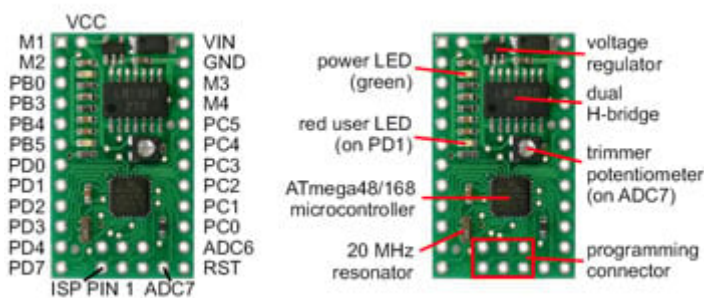 VCC
M1
M2
PB0
PB3
PB4
PB5
PD0
PD1
PD2
PD3
PD4
PD7
VIN
GND
M3
M4
PC5
PC4
PC3
PC2
PC1
PC0
ADC6
RST
ISP PIN 1
ADC7
power LED
(green)
red user LED
(on PD1)
ATmega48/168
microcontroller
20 MHz
resonator
voltage
regulator
dual
H-bridge
trimmer
potentiometer
(on ADC7)
programming
connector